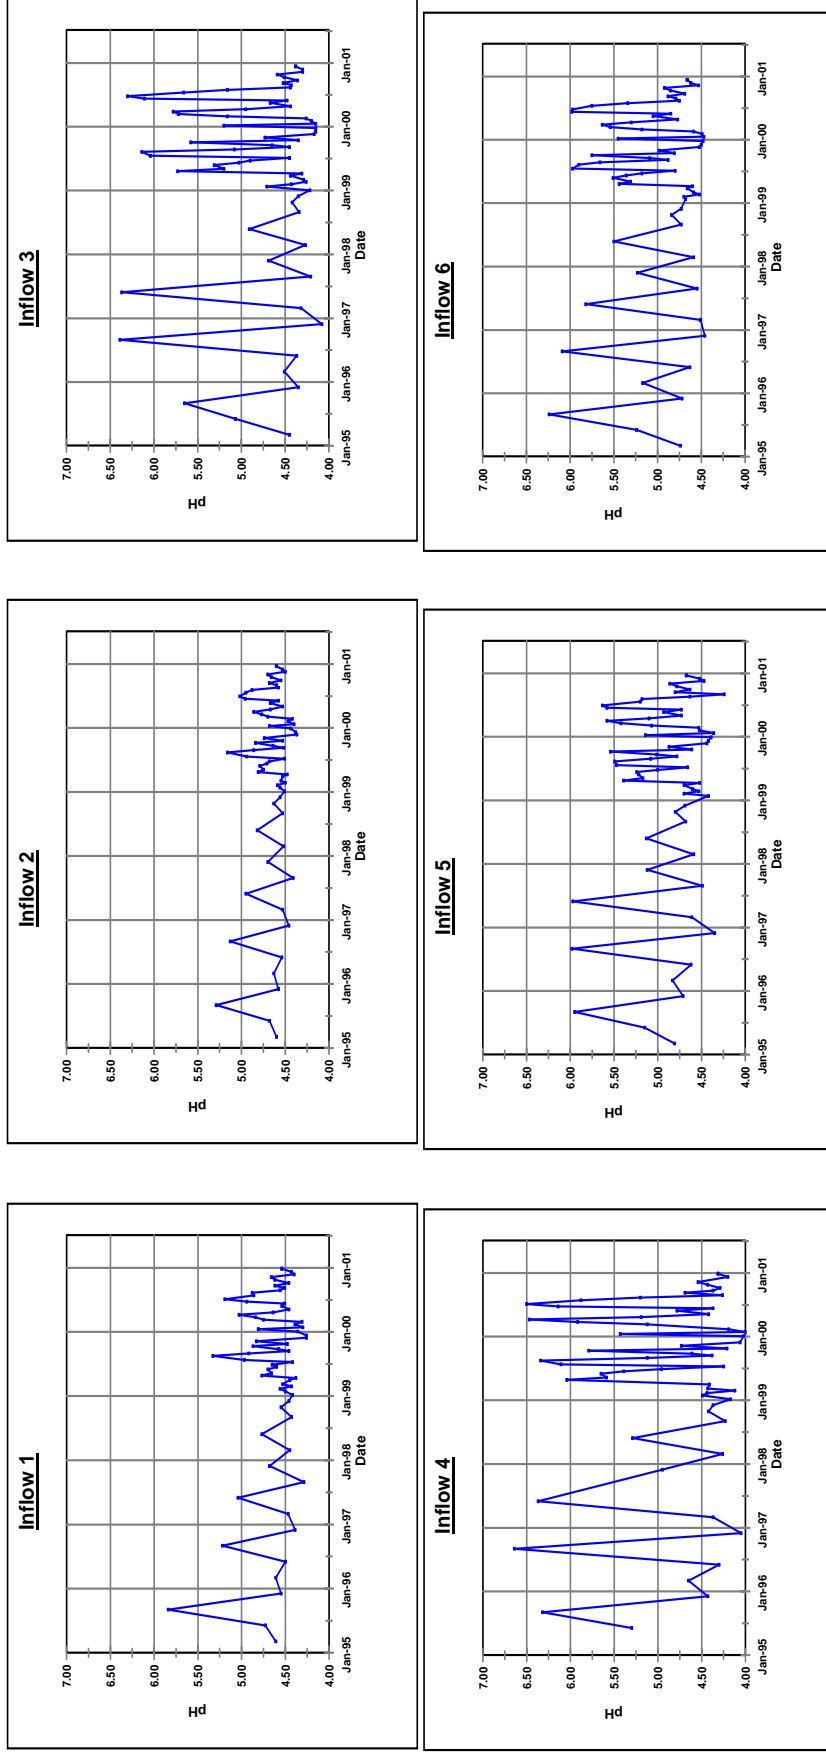 Inflow 1
7.00
6.50
6.00
5.50
5.00
4.50
4.00
pH
Jan-95
Jan-96
Jan-97
Jan-98
Jan-99
Jan-00
Jan-01
Date
Inflow 2
7.00
6.50
6.00
5.50
5.00
4.50
4.00
pH
Jan-95
Jan-96
Jan-97
Jan-98
Jan-99
Jan-00
Jan-01
Date
Inflow 3
7.00
6.50
6.00
5.50
5.00
4.50
4.00
pH
Jan-95
Jan-96
Jan-97
Jan-98
Jan-99
Jan-00
Jan-01
Date
Inflow 4
7.00
6.50
6.00
5.50
5.00
4.50
4.00
pH
Jan-95
Jan-96
Jan-97
Jan-98
Jan-99
Jan-00
Jan-01
Date
Inflow 5
7.00
6.50
6.00
5.50
5.00
4.50
4.00
pH
Jan-95
Jan-96
Jan-97
Jan-98
Jan-99
Jan-00
Jan-01
Date
Inflow 6
7.00
6.50
6.00
5.50
5.00
4.50
4.00
pH
Jan-95
Jan-96
Jan-97
Jan-98
Jan-99
Jan-00
Jan-01
Date